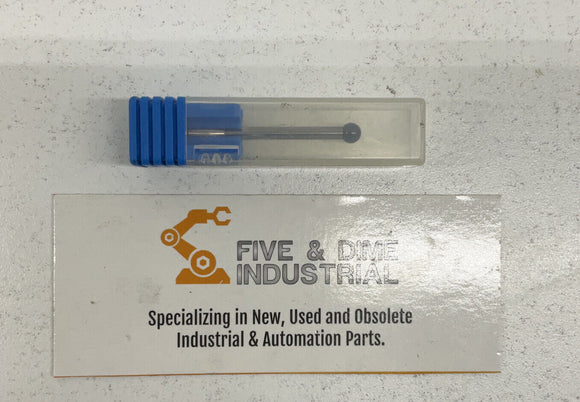 FIVE & DIME
INDUSTRIAL
Specializing in New, Used and Obsolete
Industrial & Automation Parts.